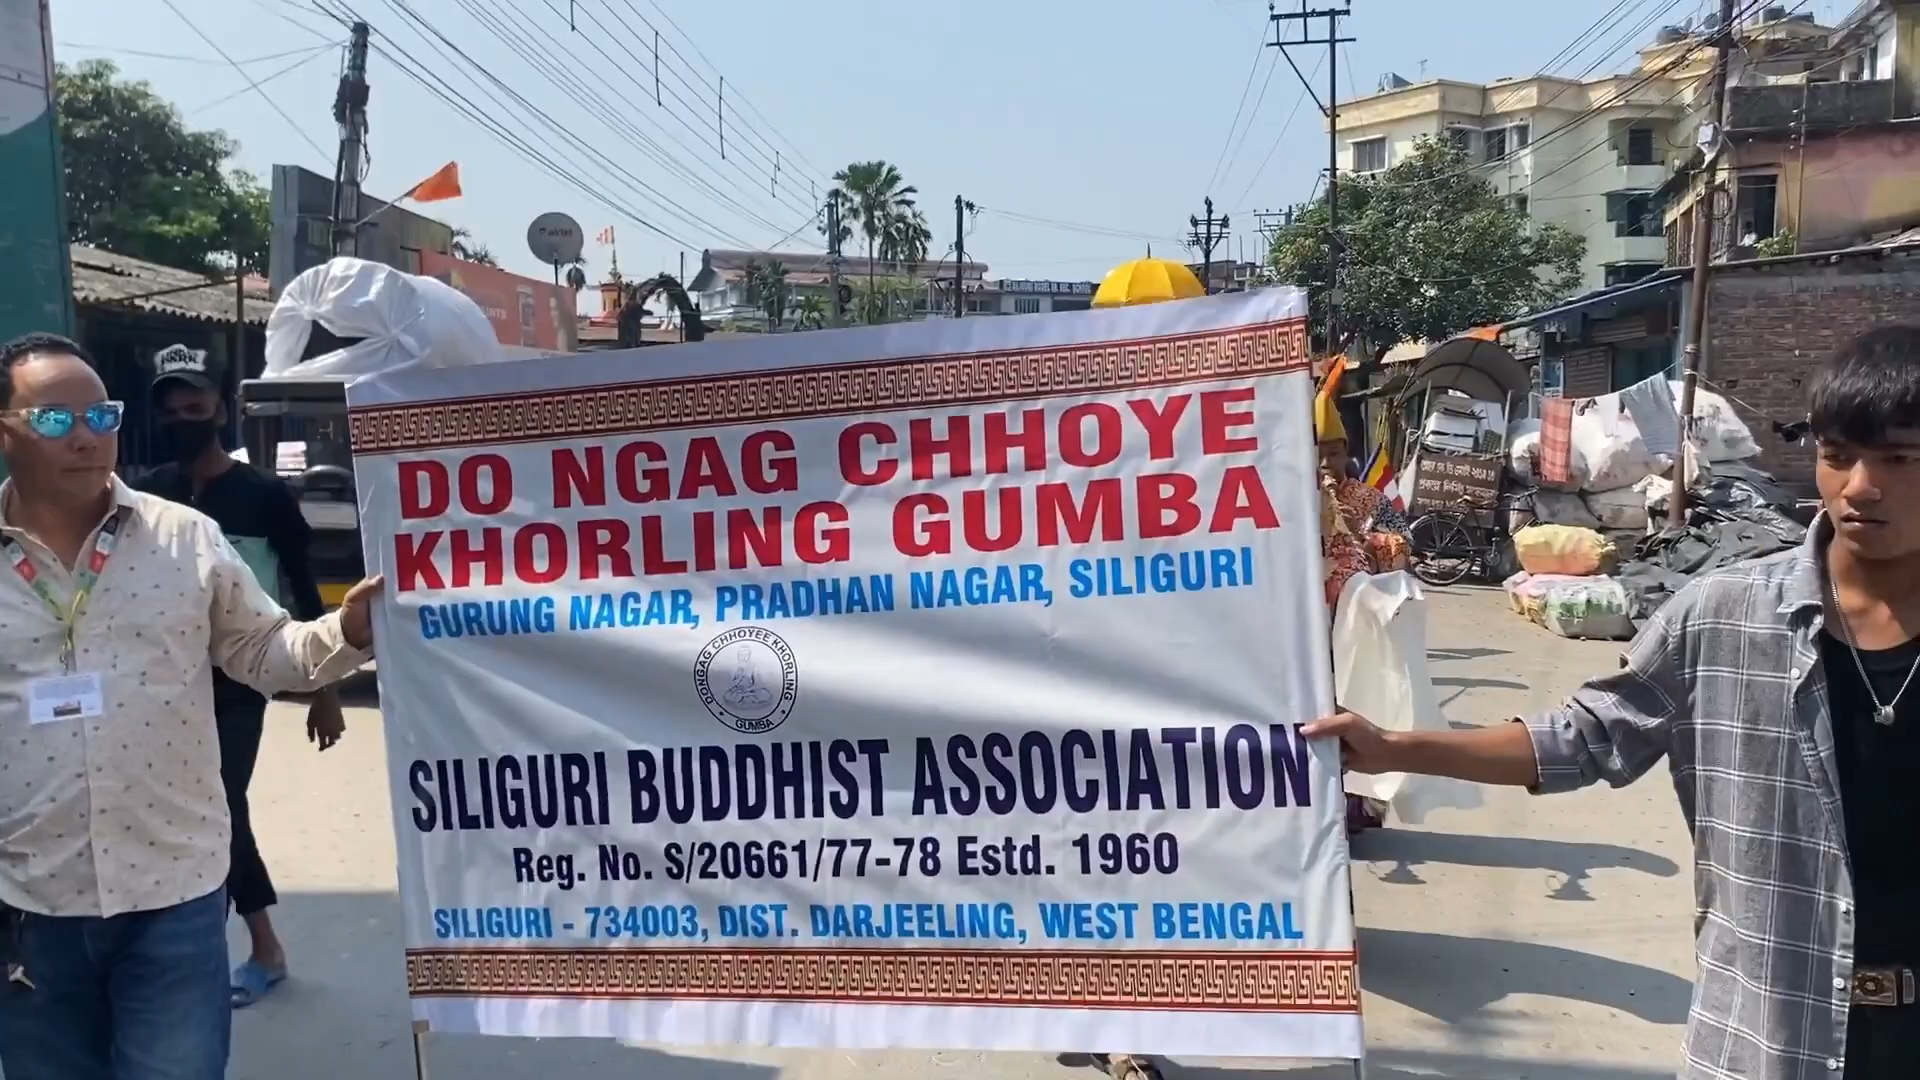 airtel
DO NGAG CHHOYE
KHORLING GUMBA
GURUNG NAGAR, PRADHAN NAGAR, SILIGURI
DONGAG CHHOYEE KHORLING
GUMBA
SILIGURI BUDDHIST ASSOCIATION
Reg. No. S/20661/77-78 Estd. 1960
SILIGURI - 734003, DIST. DARJEELING, WEST BENGAL